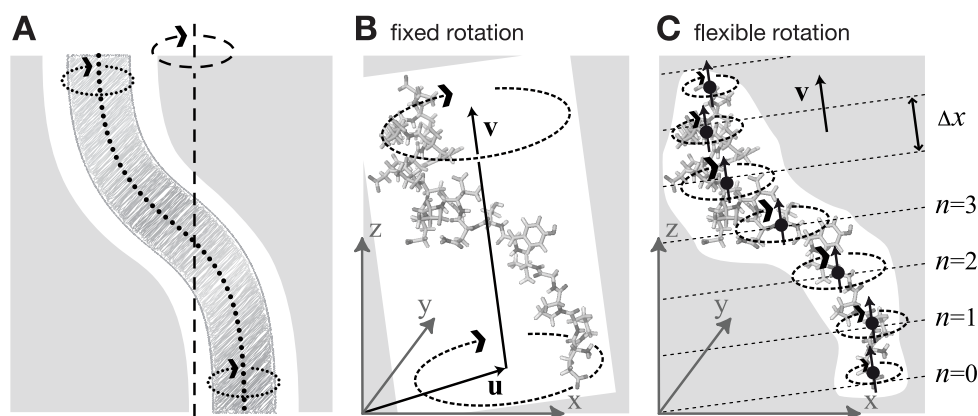 A
B fixed rotation
C flexible rotation
v
z
y
x
u
v
Δx
z
y
x
n=3
n=2
n=1
n=0